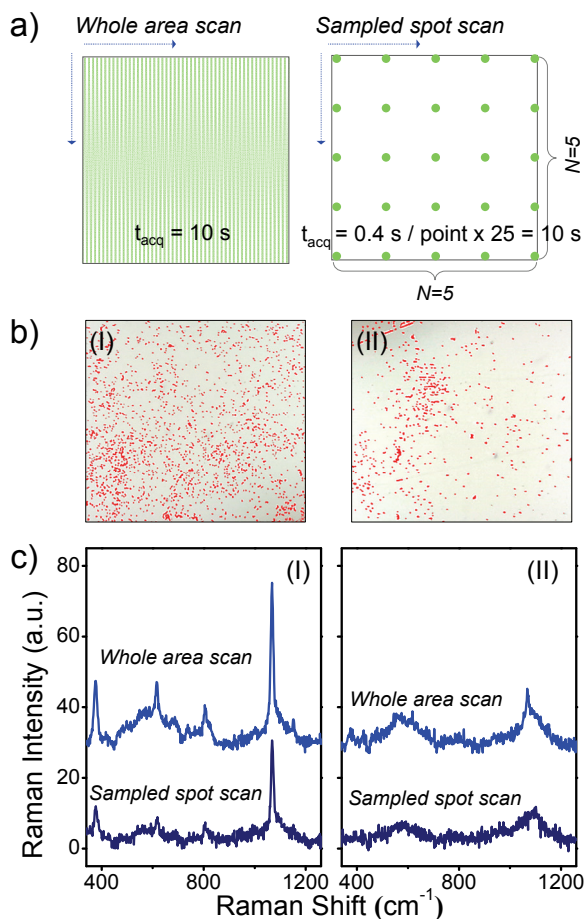 a)
Whole area scan
Sampled spot scan
t_acq = 10 s
t_acq = 0.4 s / point x 25 = 10 s
N=5
N=5
b)
(I)
(II)
c)
(I)
(II)
80
60
40
20
0
Whole area scan
Sampled spot scan
Whole area scan
Sampled spot scan
Raman Intensity (a.u.)
400
800
1200
400
800
1200
Raman Shift (cm⁻¹)